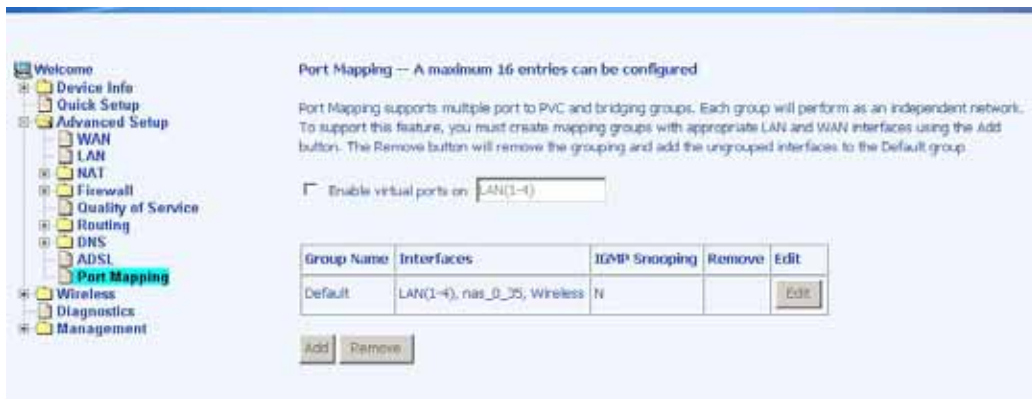 Welcome
Device Info
Quick Setup
Advanced Setup
WAN
LAN
NAT
Firewall
Quality of Service
Routing
DNS
ADSL
Port Mapping
Wireless
Diagnostics
Management
Port Mapping -- A maximum 16 entries can be configured
Port Mapping supports multiple port to PVC and bridging groups. Each group will perform as an independent network.
To support this feature, you must create mapping groups with appropriate LAN and WAN interfaces using the Add
button. The Remove button will remove the grouping and add the ungrouped interfaces to the Default group
Enable virtual ports on LAN(1-4)
Group Name Interfaces IGMP Snooping Remove Edit
Default LAN(1-4), nas_0_35, Wireless N Edit
Add Remove